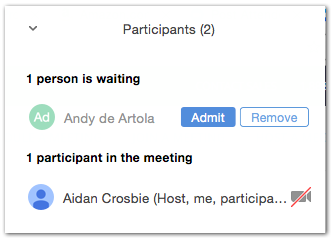 Participants (2)
1 person is waiting
Ad Andy de Artola Admit Remove
1 participant in the meeting
Aidan Crosbie (Host, me, participa...